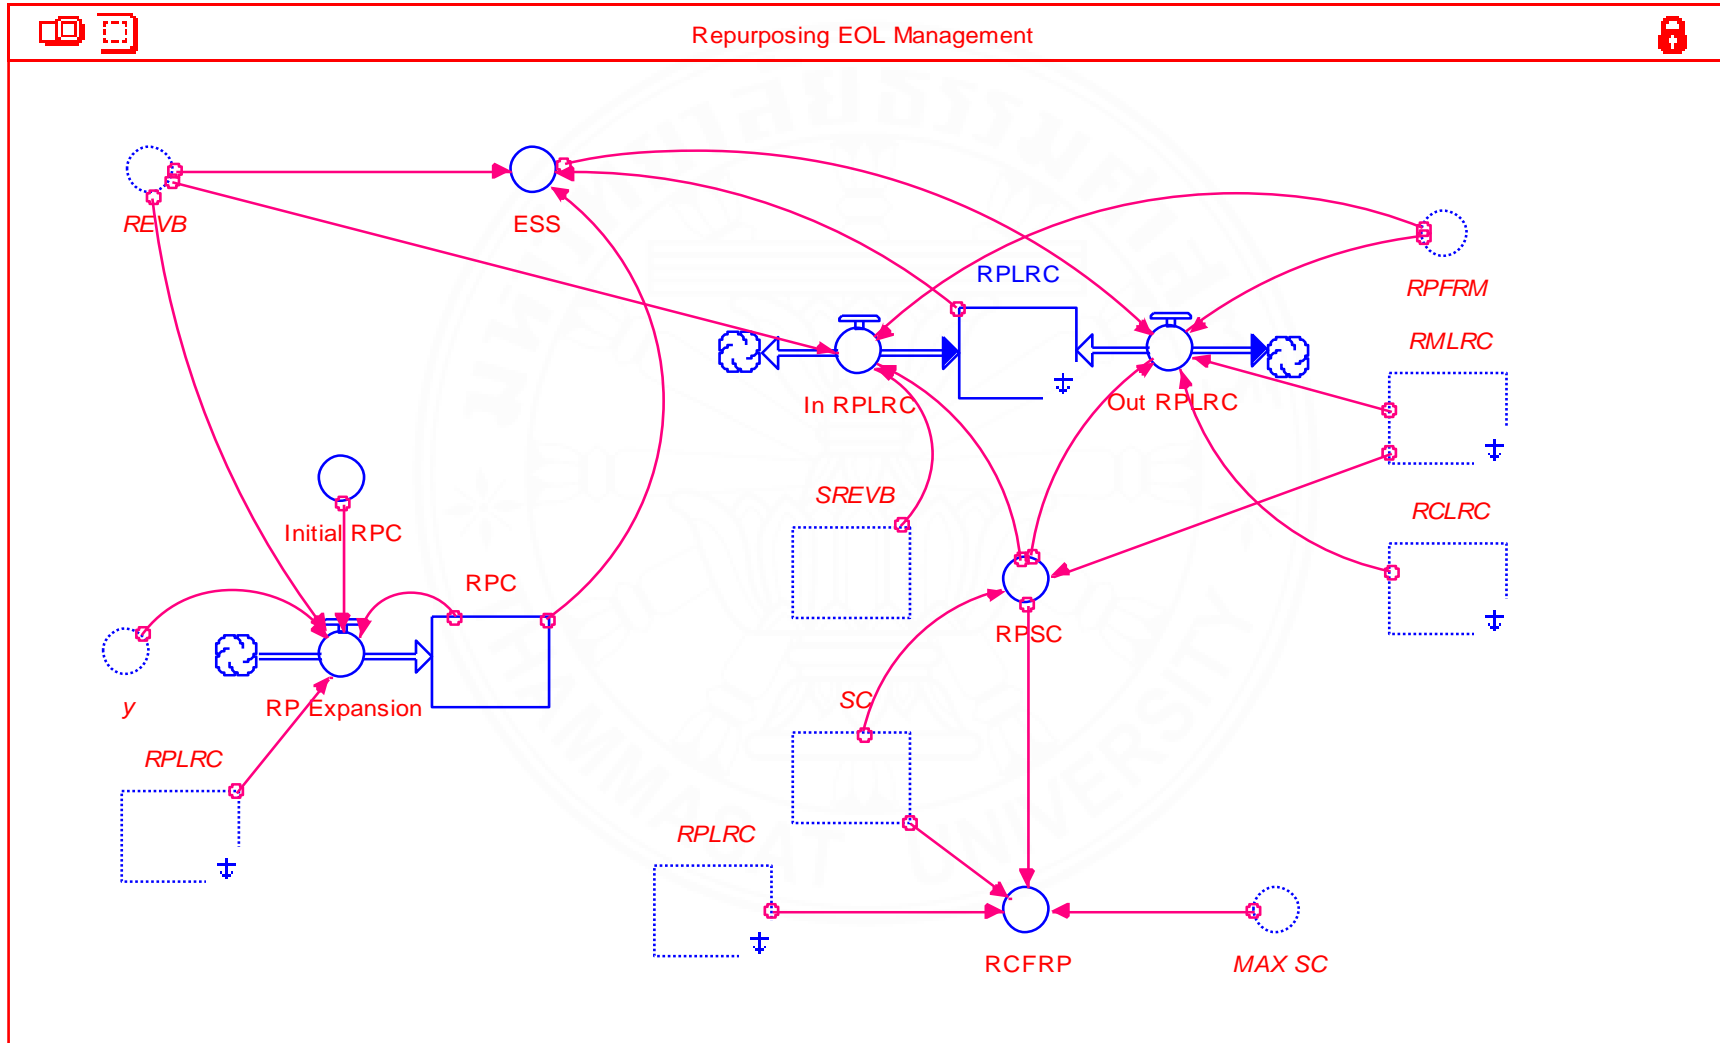 Repurposing EOL Management
REVB
ESS
RPLRC
RPFRM
RMLRC
In RPLRC
Out RPLRC
SREVB
RCLRC
Initial RPC
RPC
RPSC
y
RP Expansion
SC
RPLRC
RPLRC
RCFRP
MAX SC